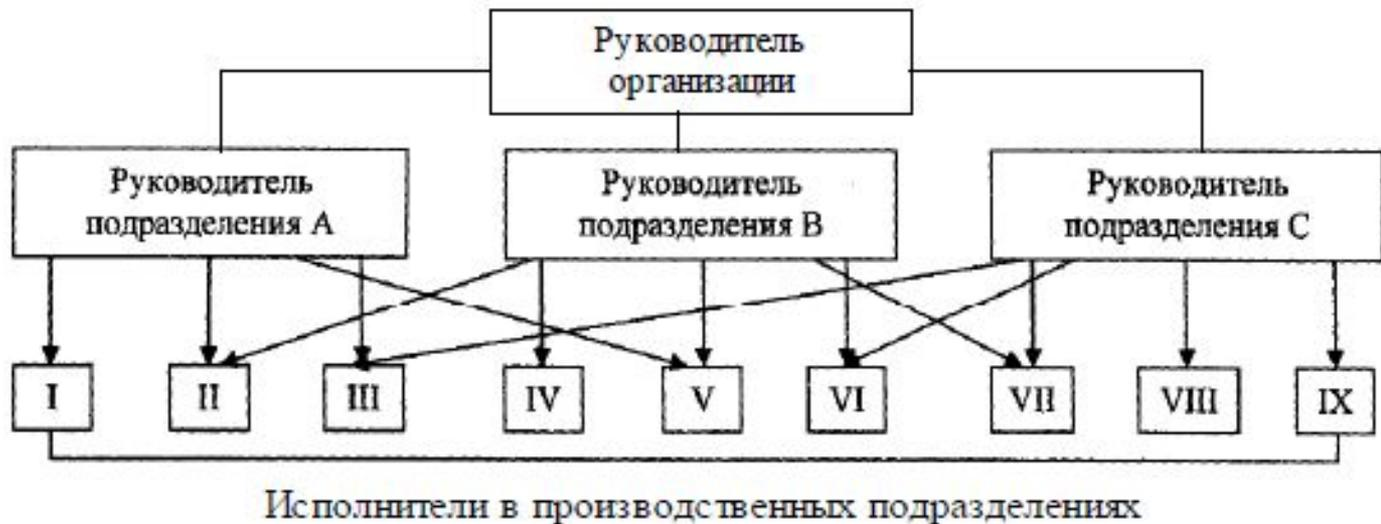 Руководитель
организации
Руководитель
подразделения А
Руководитель
подразделения В
Руководитель
подразделения С
I
II
III
IV
V
VI
VII
VIII
IX
Исполнители в производственных подразделениях